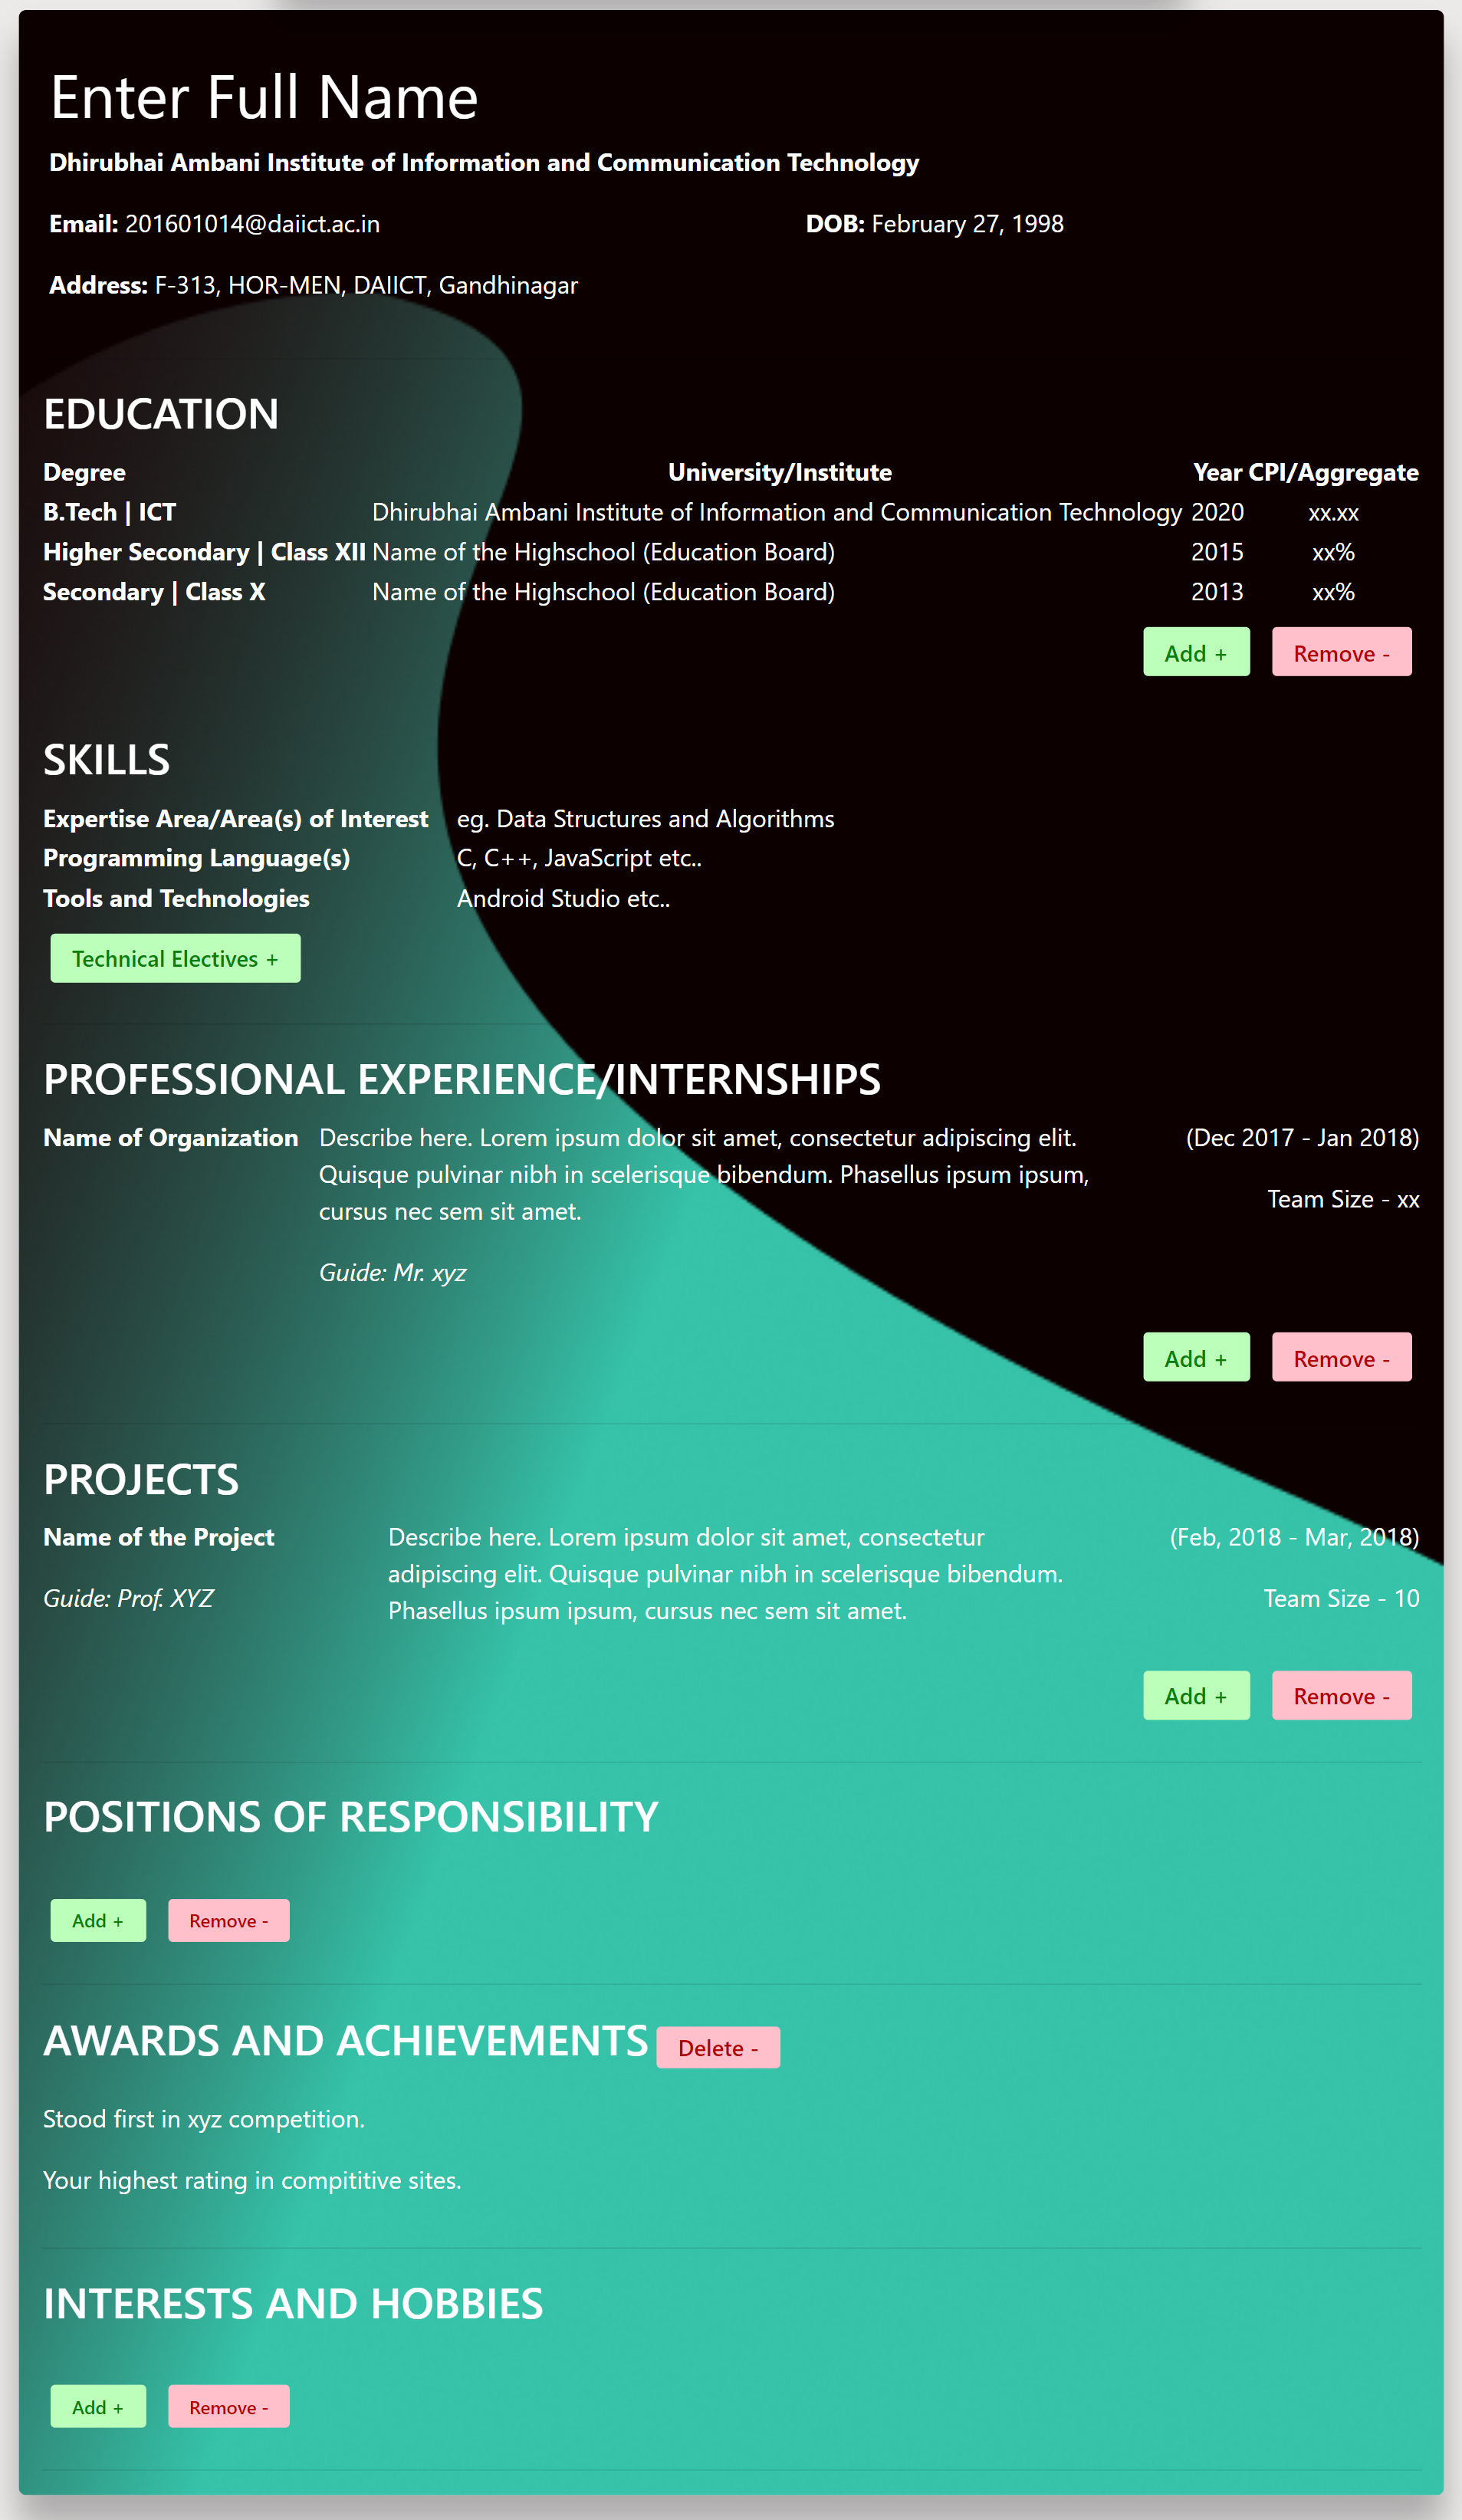 Enter Full Name
Dhirubhai Ambani Institute of Information and Communication Technology
Email: 201601014@daiict.ac.in DOB: February 27, 1998
Address: F-313, HOR-MEN, DAIICT, Gandhinagar
EDUCATION
Degree University/Institute Year CPI/Aggregate
B.Tech | ICT Dhirubhai Ambani Institute of Information and Communication Technology 2020 xx.xx
Higher Secondary | Class XII Name of the Highschool (Education Board) 2015 xx%
Secondary | Class X Name of the Highschool (Education Board) 2013 xx%
Add + Remove -
SKILLS
Expertise Area/Area(s) of Interest eg. Data Structures and Algorithms
Programming Language(s) C, C++, JavaScript etc..
Tools and Technologies Android Studio etc..
Technical Electives +
PROFESSIONAL EXPERIENCE/INTERNSHIPS
Name of Organization Describe here. Lorem ipsum dolor sit amet, consectetur adipiscing elit. (Dec 2017 - Jan 2018)
Quisque pulvinar nibh in scelerisque bibendum. Phasellus ipsum ipsum,
Team Size - xx
cursus nec sem sit amet.
Guide: Mr. xyz
Add + Remove -
PROJECTS
Name of the Project Describe here. Lorem ipsum dolor sit amet, consectetur (Feb, 2018 - Mar, 2018)
adipiscing elit. Quisque pulvinar nibh in scelerisque bibendum.
Guide: Prof. XYZ Team Size - 10
Phasellus ipsum ipsum, cursus nec sem sit amet.
Add + Remove -
POSITIONS OF RESPONSIBILITY
Add + Remove -
AWARDS AND ACHIEVEMENTS Delete -
Stood first in xyz competition.
Your highest rating in compititive sites.
INTERESTS AND HOBBIES
Add + Remove -